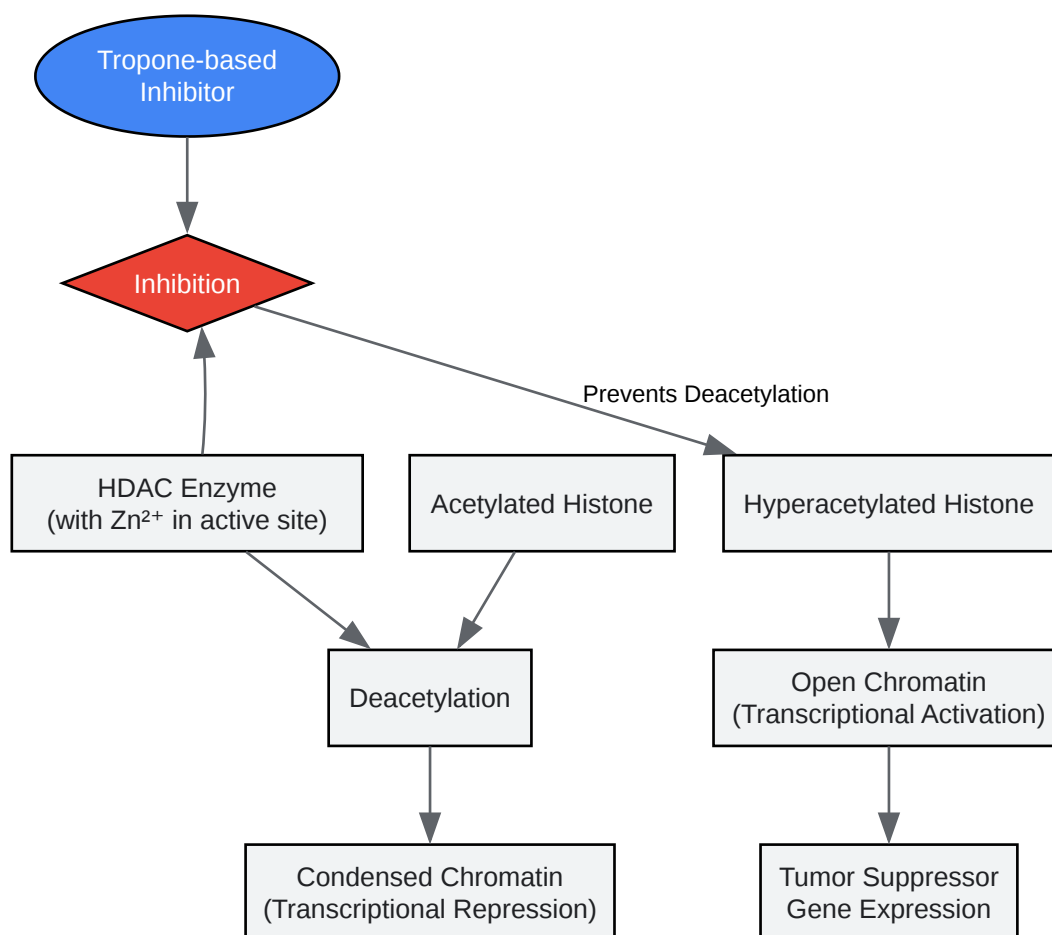 Tropone-based
Inhibitor
Inhibition
Prevents Deacetylation
HDAC Enzyme
(with Zn²⁺ in active site)
Acetylated Histone
Hyperacetylated Histone
Deacetylation
Open Chromatin
(Transcriptional Activation)
Condensed Chromatin
(Transcriptional Repression)
Tumor Suppressor
Gene Expression